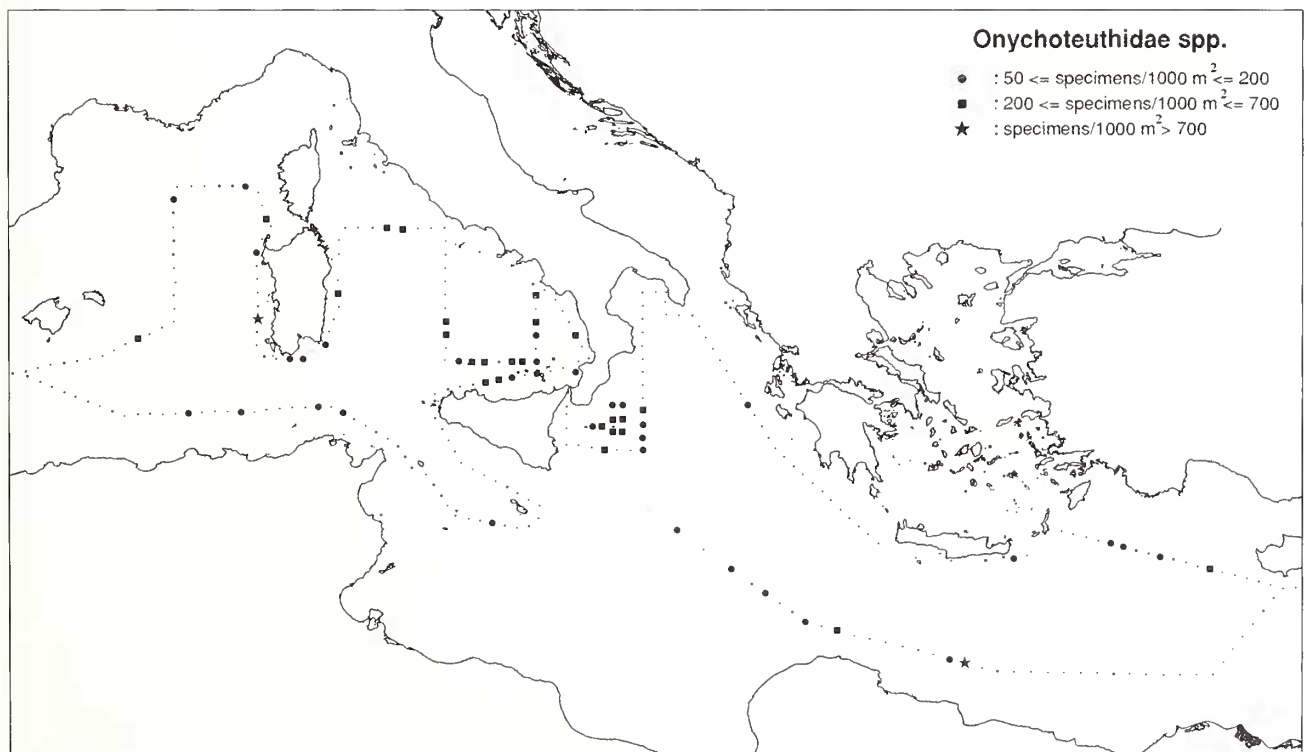 Onychoteuthidae spp.
● : 50 <= specimens/1000 m²<= 200
■ : 200 <= specimens/1000 m²<= 700
★ : specimens/1000 m²> 700